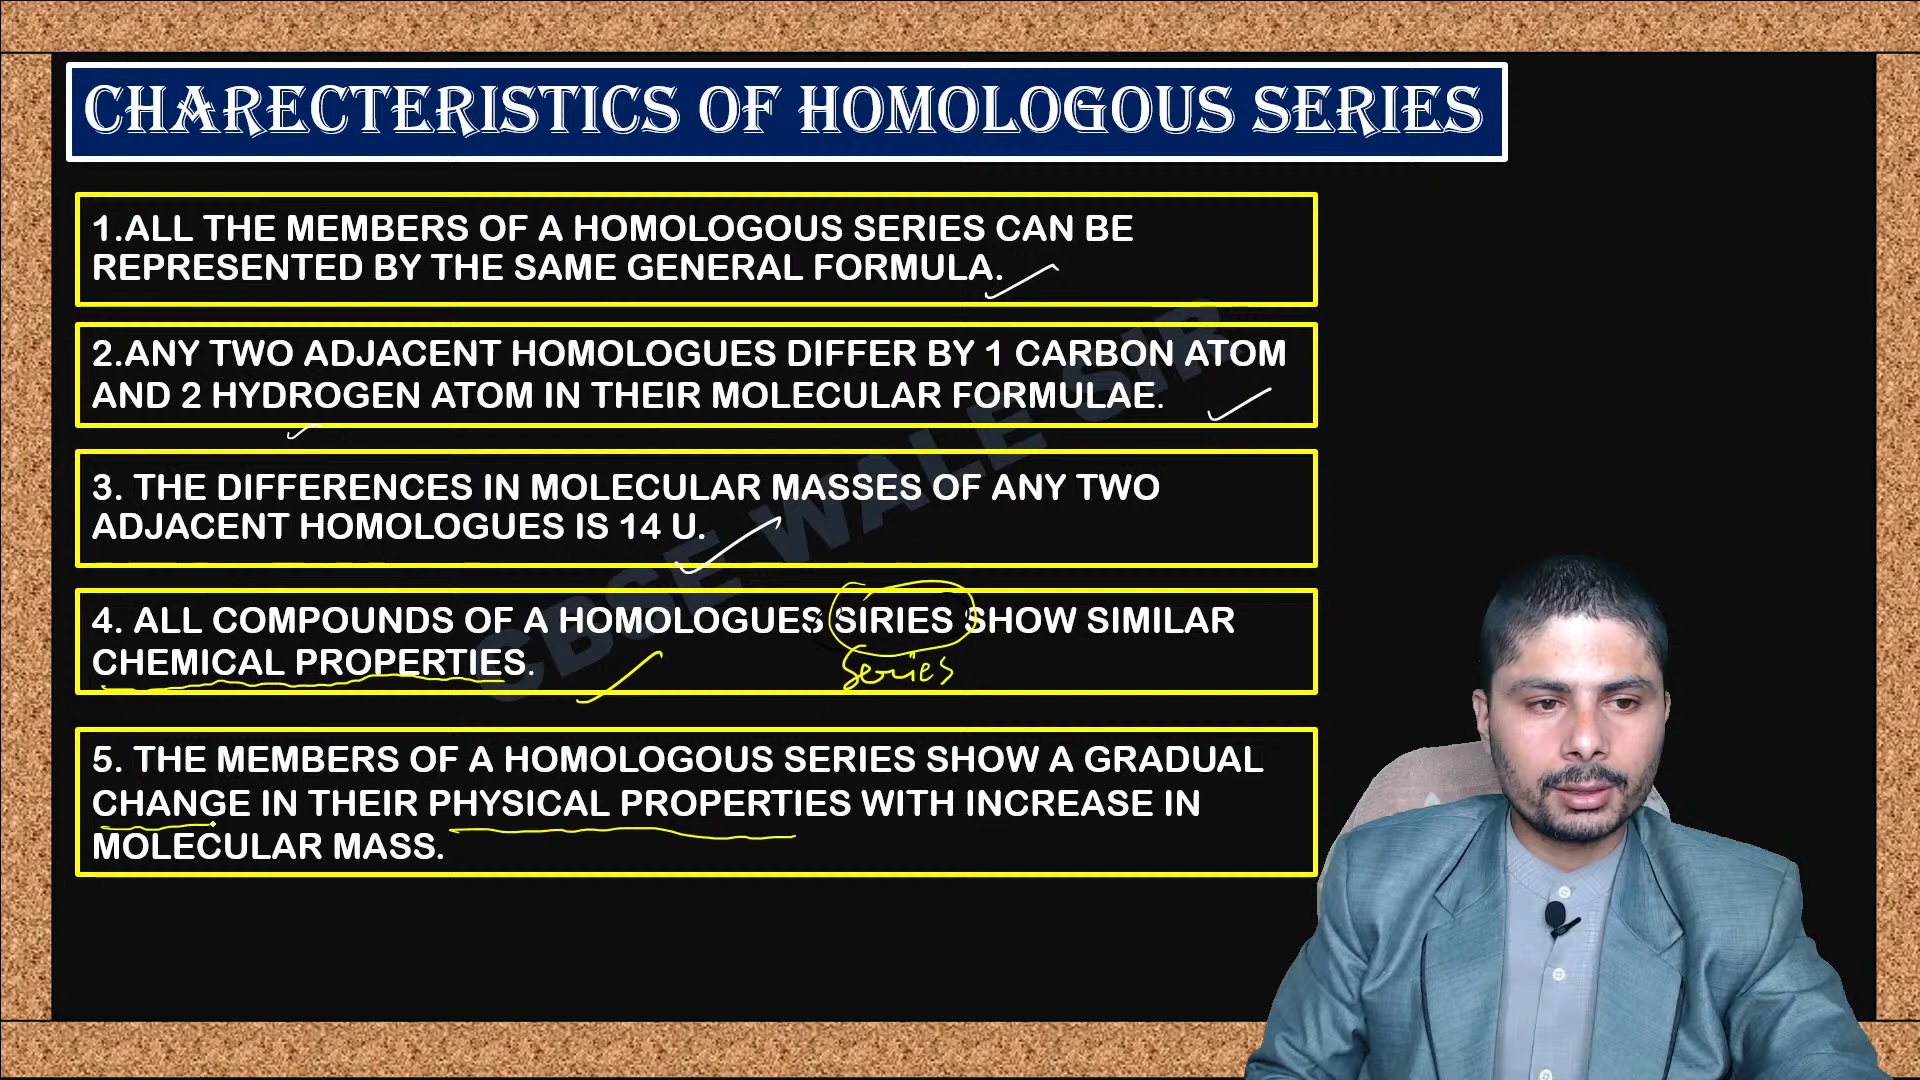 CHARECTERISTICS OF HOMOLOGOUS SERIES
1.ALL THE MEMBERS OF A HOMOLOGOUS SERIES CAN BE
REPRESENTED BY THE SAME GENERAL FORMULA.
2.ANY TWO ADJACENT HOMOLOGUES DIFFER BY 1 CARBON ATOM
AND 2 HYDROGEN ATOM IN THEIR MOLECULAR FORMULAE.
3. THE DIFFERENCES IN MOLECULAR MASSES OF ANY TWO
ADJACENT HOMOLOGUES IS 14 U.
4. ALL COMPOUNDS OF A HOMOLOGUES SIRIES SHOW SIMILAR
CHEMICAL PROPERTIES.
Series
5. THE MEMBERS OF A HOMOLOGOUS SERIES SHOW A GRADUAL
CHANGE IN THEIR PHYSICAL PROPERTIES WITH INCREASE IN
MOLECULAR MASS.
CBSE WALE SIR